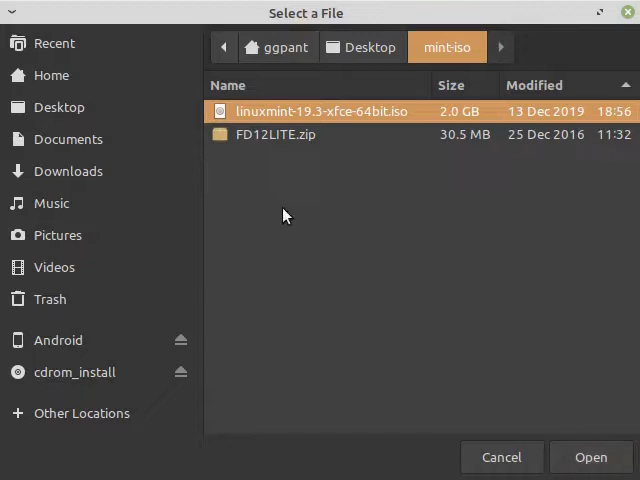 Select a File
Recent
Home
Desktop
Documents
Downloads
Music
Pictures
Videos
Trash
Android
cdrom_install
Other Locations
ggpant Desktop mint-iso
Name Size Modified
linuxmint-19.3-xfce-64bit.iso 2.0 GB 13 Dec 2019 18:56
FD12LITE.zip 30.5 MB 25 Dec 2016 11:32
Cancel Open